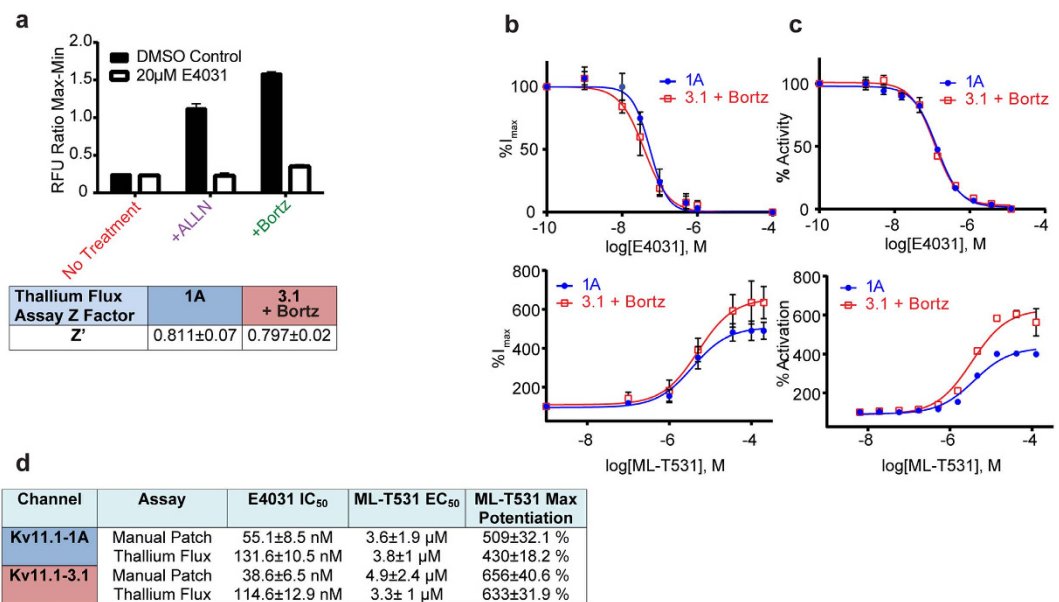 a
2.0
1.5
1.0
0.5
0
RFU Ratio Max-Min
DMSO Control
20µM E4031
No Treatment
+ALLN
+Bortz
Thallium Flux Assay Z Factor 1A 3.1 + Bortz
Z' 0.811±0.07 0.797±0.02
b
100
50
0
%Imax
1A
3.1 + Bortz
-10 -8 -6 -4
log[E4031], M
800
600
400
200
%Imax
1A
3.1 + Bortz
-8 -6 -4
log[ML-T531], M
c
100
50
0
% Activity
1A
3.1 + Bortz
-10 -8 -6 -4
log[E4031], M
800
600
400
200
% Activation
1A
3.1 + Bortz
-8 -6 -4
log[ML-T531], M
d
Channel Assay E4031 IC50 ML-T531 EC50 ML-T531 Max Potentiation
Kv11.1-1A Manual Patch 55.1±8.5 nM 3.6±1.9 µM 509±32.1 %
Thallium Flux 131.6±10.5 nM 3.8±1 µM 430±18.2 %
Kv11.1-3.1 Manual Patch 38.6±6.5 nM 4.9±2.4 µM 656±40.6 %
Thallium Flux 114.6±12.9 nM 3.3± 1 µM 633±31.9 %